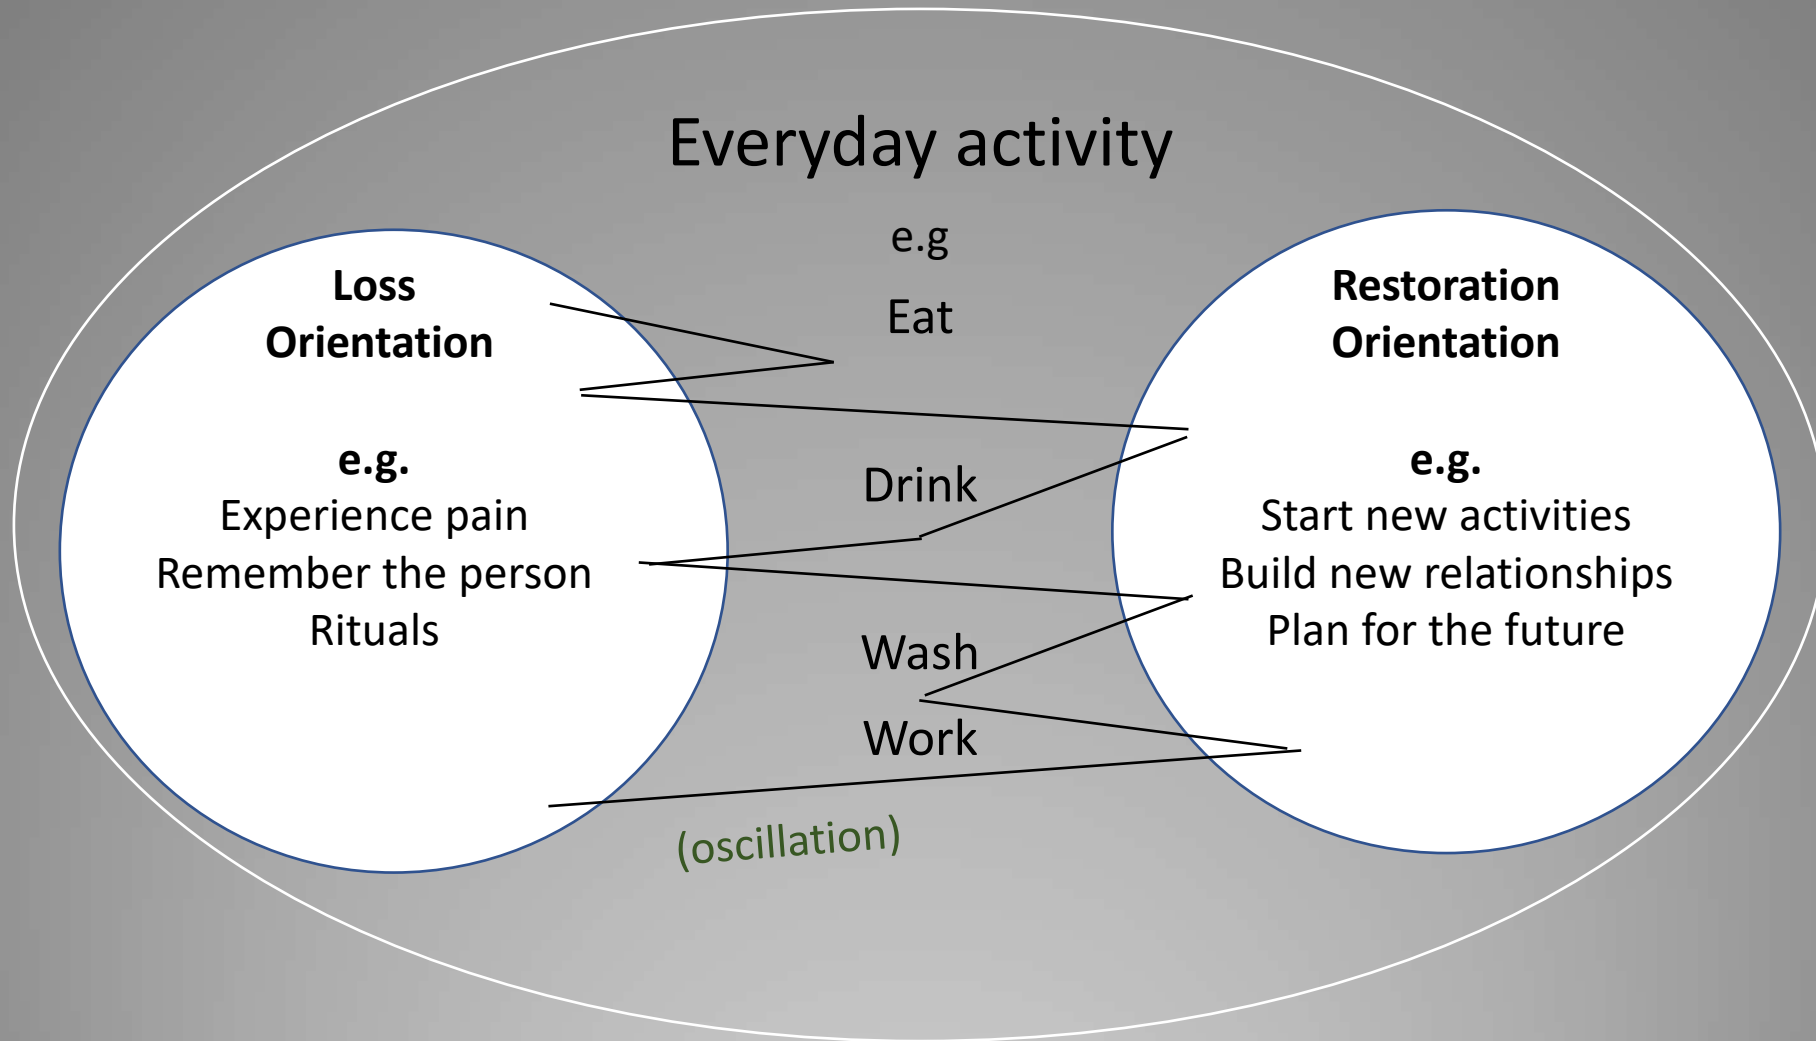 Everyday activity
e.g
Eat
Drink
Wash
Work
(oscillation)
Loss
Orientation
e.g.
Experience pain
Remember the person
Rituals
Restoration
Orientation
e.g.
Start new activities
Build new relationships
Plan for the future